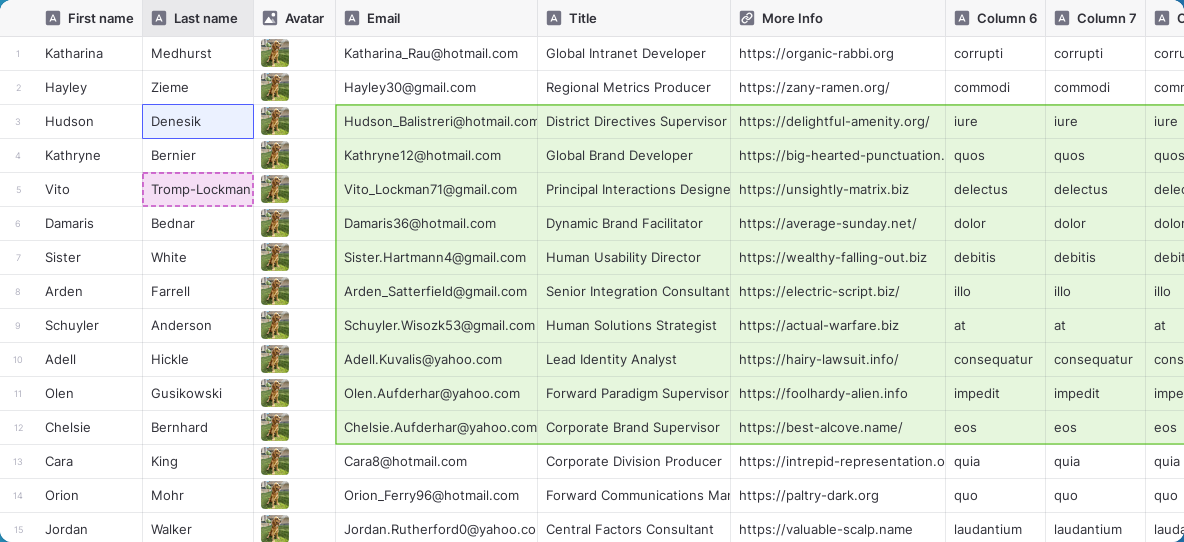 First name Last name Avatar Email Title More Info Column 6 Column 7 C
1 Katharina Medhurst Katharina_Rau@hotmail.com Global Intranet Developer https://organic-rabbi.org corrupti corrupti corru
2 Hayley Zieme Hayley30@gmail.com Regional Metrics Producer https://zany-ramen.org/ commodi commodi comm
3 Hudson Denesik Hudson_Balistreri@hotmail.com District Directives Supervisor https://delightful-amenity.org/ iure iure iure
4 Kathryne Bernier Kathryne12@hotmail.com Global Brand Developer https://big-hearted-punctuation. quos quos quos
5 Vito Tromp-Lockman Vito_Lockman71@gmail.com Principal Interactions Designe https://unsightly-matrix.biz delectus delectus delec
6 Damaris Bednar Damaris36@hotmail.com Dynamic Brand Facilitator https://average-sunday.net/ dolor dolor dolor
7 Sister White Sister.Hartmann4@gmail.com Human Usability Director https://wealthy-falling-out.biz debitis debitis debiti
8 Arden Farrell Arden_Satterfield@gmail.com Senior Integration Consultant https://electric-script.biz/ illo illo illo
9 Schuyler Anderson Schuyler.Wisozk53@gmail.com Human Solutions Strategist https://actual-warfare.biz at at at
10 Adell Hickle Adell.Kuvalis@yahoo.com Lead Identity Analyst https://hairy-lawsuit.info/ consequatur consequatur cons
11 Olen Gusikowski Olen.Aufderhar@yahoo.com Forward Paradigm Supervisor https://foolhardy-alien.info impedit impedit impe
12 Chelsie Bernhard Chelsie.Aufderhar@yahoo.com Corporate Brand Supervisor https://best-alcove.name/ eos eos eos
13 Cara King Cara8@hotmail.com Corporate Division Producer https://intrepid-representation.o quia quia quia
14 Orion Mohr Orion_Ferry96@hotmail.com Forward Communications Mar https://paltry-dark.org quo quo quo
15 Jordan Walker Jordan.Rutherford0@yahoo.co Central Factors Consultant https://valuable-scalp.name laudantium laudantium lauda